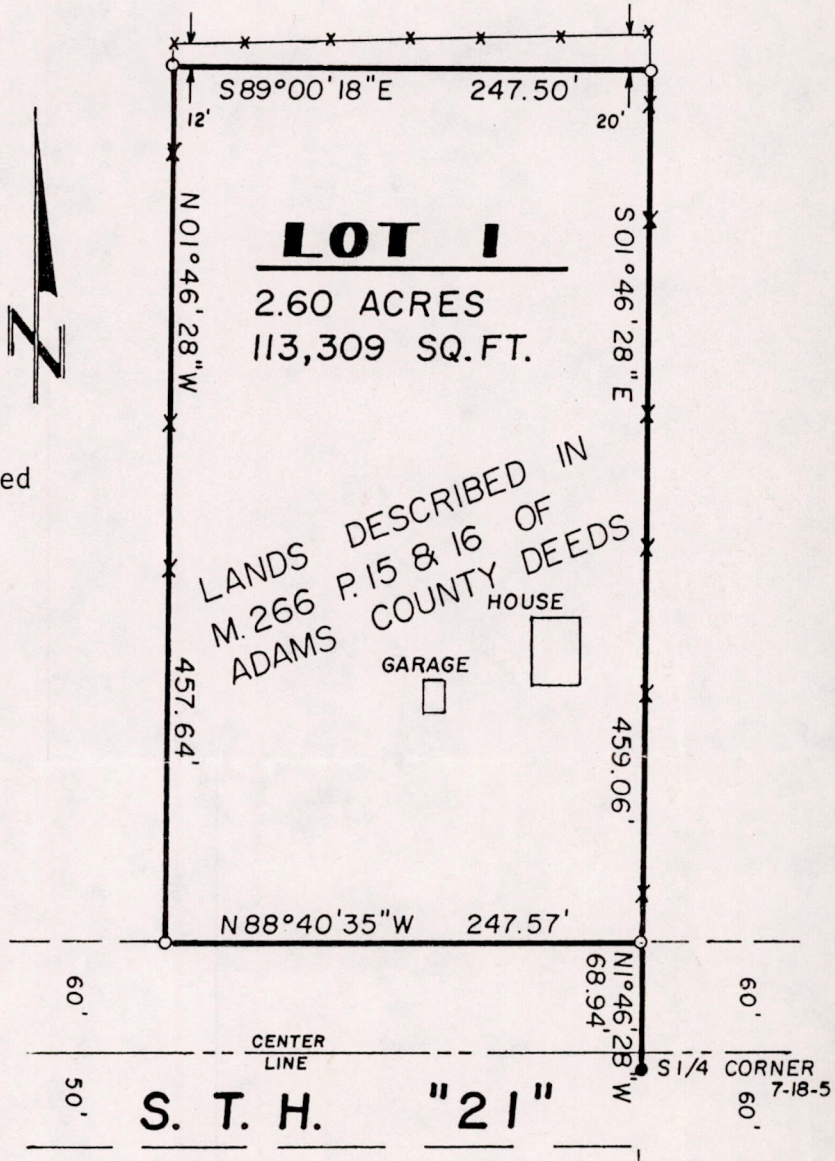 S89°00'18"E 247.50'
12'
20'
N01°46'28"W
S01°46'28"E
LOT 1
2.60 ACRES
113,309 SQ.FT.
N
ed
LANDS DESCRIBED IN
M.266 P.15 & 16 OF
ADAMS COUNTY DEEDS
HOUSE
GARAGE
457.64'
459.06'
N88°40'35"W 247.57'
60'
N1°46'28"W
68.94'
60'
CENTER
LINE
S1/4 CORNER
7-18-5
50'
S. T. H. "21"
60'